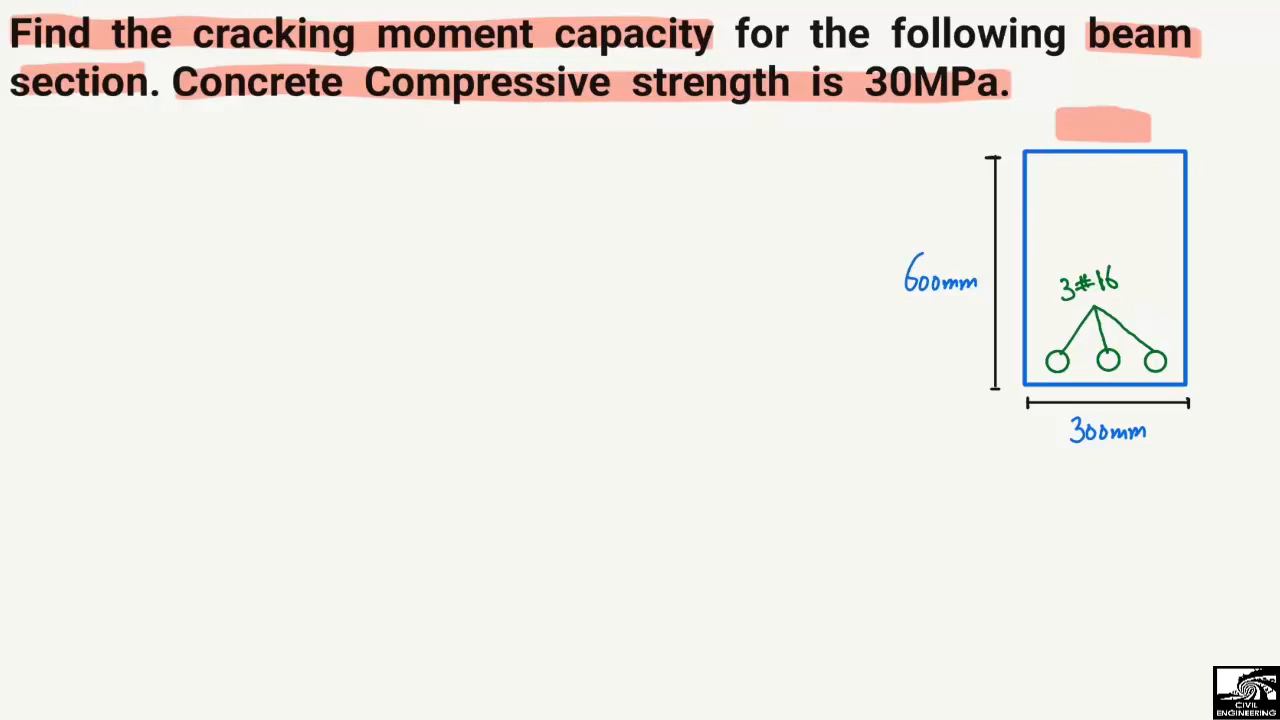 Find the cracking moment capacity for the following beam
section. Concrete Compressive strength is 30MPa.
600mm
3#16
300mm
CIVIL
ENGINEERING